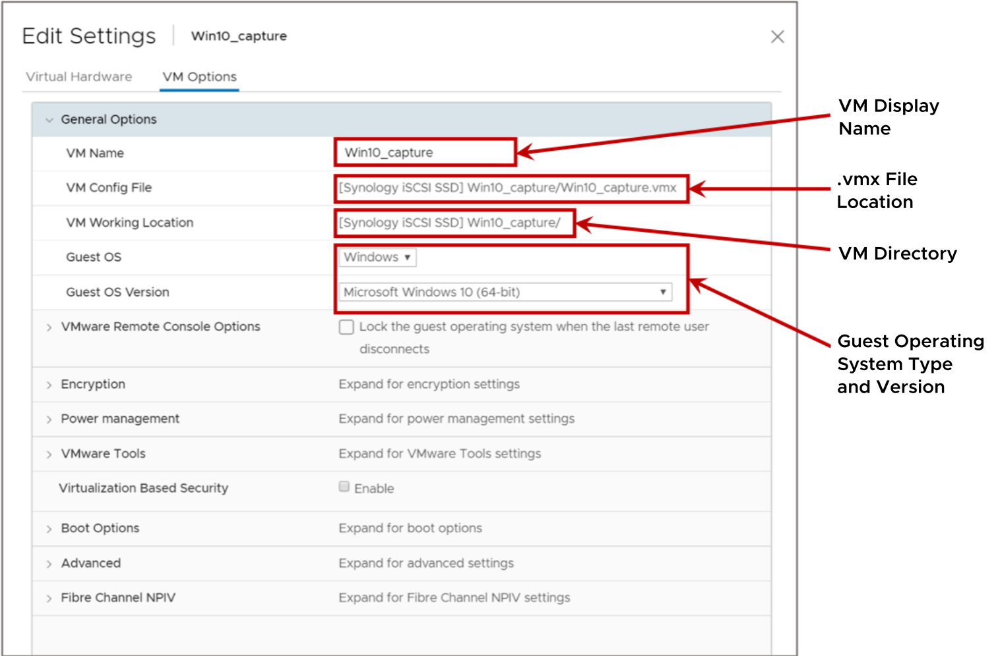 Edit Settings Win10_capture
Virtual Hardware VM Options
General Options
VM Name Win10_capture
VM Config File [Synology iSCSI SSD] Win10_capture/Win10_capture.vmx
VM Working Location [Synology iSCSI SSD] Win10_capture/
Guest OS Windows
Guest OS Version Microsoft Windows 10 (64-bit)
VMware Remote Console Options Lock the guest operating system when the last remote user
disconnects
Encryption Expand for encryption settings
Power management Expand for power management settings
VMware Tools Expand for VMware Tools settings
Virtualization Based Security Enable
Boot Options Expand for boot options
Advanced Expand for advanced settings
Fibre Channel NPIV Expand for Fibre Channel NPIV settings
VM Display
Name
.vmx File
Location
VM Directory
Guest Operating
System Type
and Version